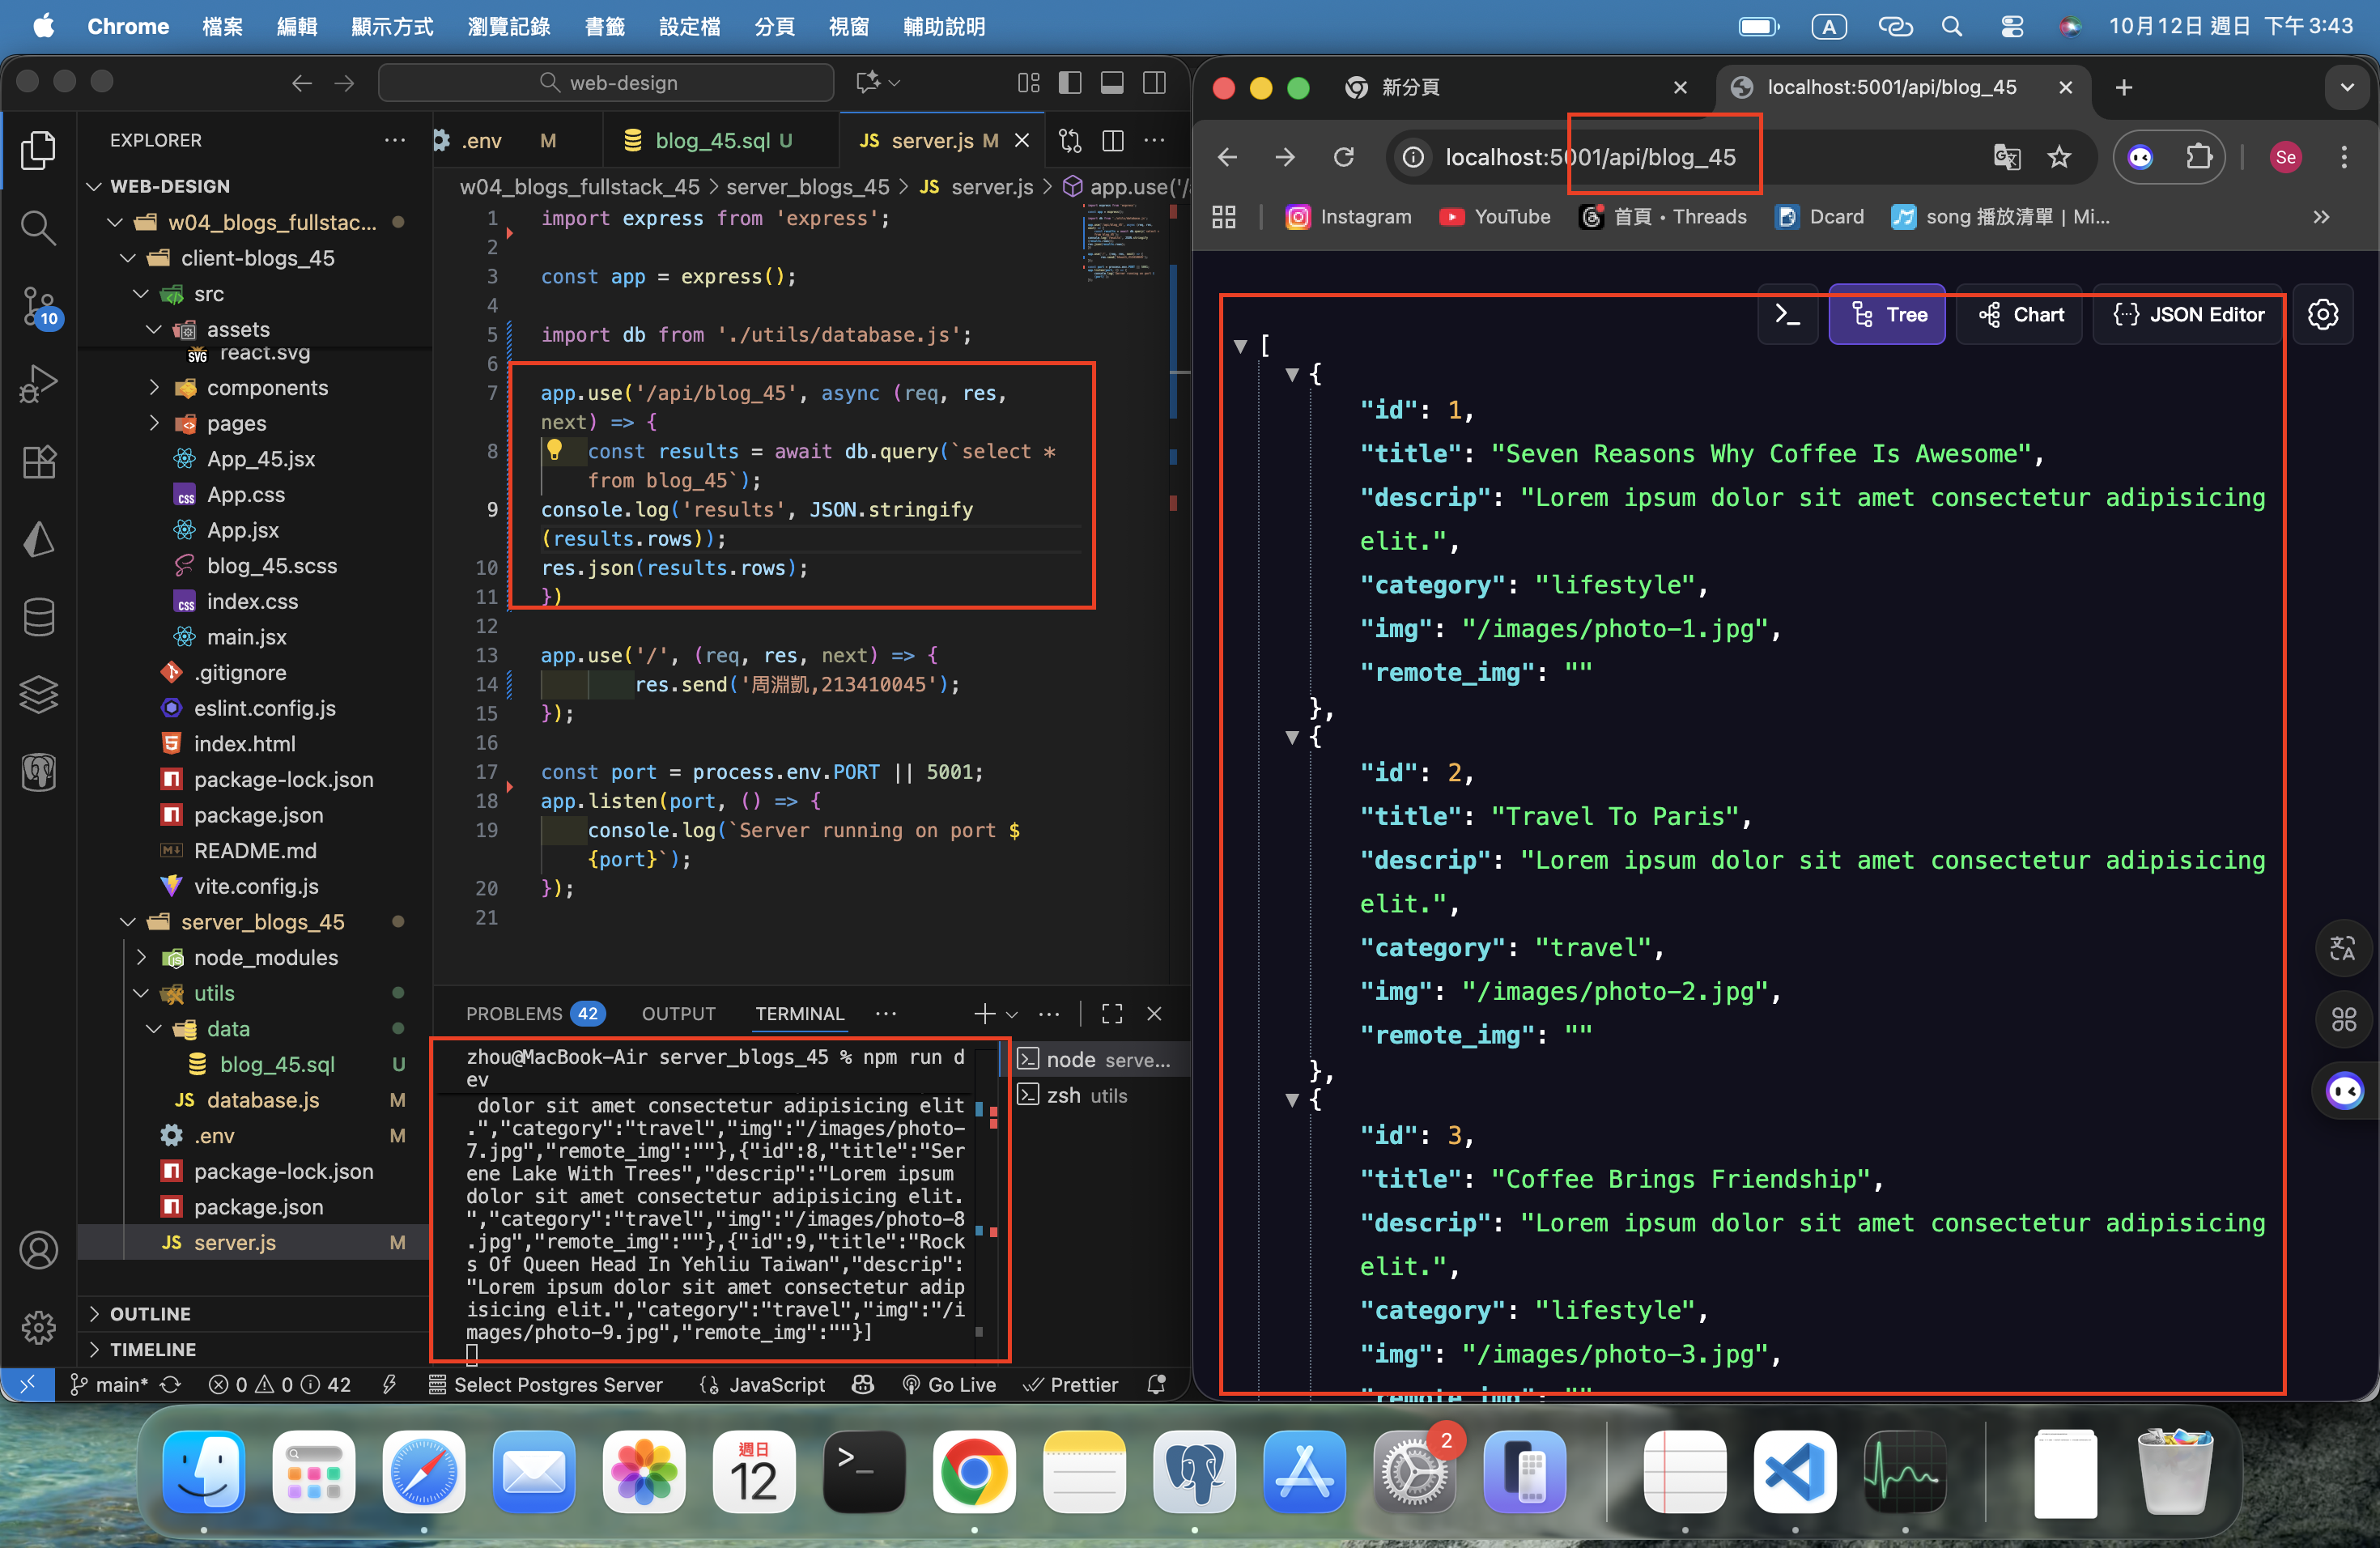 Chrome 檔案 編輯 顯示方式 瀏覽記錄 書籤 設定檔 分頁 視窗 輔助說明
A 10月12日 週日 下午3:43
web-design
EXPLORER
WEB-DESIGN
w04_blogs_fullstac...
client-blogs_45
src
assets
react.svg
components
pages
App_45.jsx
App.css
App.jsx
blog_45.scss
index.css
main.jsx
.gitignore
eslint.config.js
index.html
package-lock.json
package.json
README.md
vite.config.js
server_blogs_45
node_modules
utils
data
blog_45.sql U
database.js M
.env M
package-lock.json
package.json
server.js M
OUTLINE
TIMELINE
10
.env M
blog_45.sql U
JS server.js M
w04_blogs_fullstack_45 > server_blogs_45 > JS server.js > app.use('/a
1 import express from 'express';
2
3 const app = express();
4
5 import db from './utils/database.js';
6
7 app.use('/api/blog_45', async (req, res,
next) => {
8 const results = await db.query(`select *
from blog_45`);
9 console.log('results', JSON.stringify
(results.rows));
10 res.json(results.rows);
11 })
12
13 app.use('/', (req, res, next) => {
14 res.send('周淵凱,213410045');
15 });
16
17 const port = process.env.PORT || 5001;
18 app.listen(port, () => {
19 console.log(`Server running on port $
{port}`);
20 });
21
PROBLEMS 42 OUTPUT TERMINAL
zhou@MacBook-Air server_blogs_45 % npm run d
ev
dolor sit amet consectetur adipisicing elit
.","category":"travel","img":"/images/photo-
7.jpg","remote_img":""},{"id":8,"title":"Ser
ene Lake With Trees","descrip":"Lorem ipsum
dolor sit amet consectetur adipisicing elit.
","category":"travel","img":"/images/photo-8
.jpg","remote_img":""},{"id":9,"title":"Rock
s Of Queen Head In Yehliu Taiwan","descrip":
"Lorem ipsum dolor sit amet consectetur adip
isicing elit.","category":"travel","img":"/i
mages/photo-9.jpg","remote_img":""}]
node serve...
zsh utils
main* 0 0 42 Select Postgres Server JavaScript Go Live Prettier
新分頁
localhost:5001/api/blog_45
localhost:5001/api/blog_45
Se
Instagram YouTube 首頁 • Threads Dcard song 播放清單 | Mi...
Tree Chart JSON Editor
[
{
"id": 1,
"title": "Seven Reasons Why Coffee Is Awesome",
"descrip": "Lorem ipsum dolor sit amet consectetur adipisicing
elit.",
"category": "lifestyle",
"img": "/images/photo-1.jpg",
"remote_img": ""
},
{
"id": 2,
"title": "Travel To Paris",
"descrip": "Lorem ipsum dolor sit amet consectetur adipisicing
elit.",
"category": "travel",
"img": "/images/photo-2.jpg",
"remote_img": ""
},
{
"id": 3,
"title": "Coffee Brings Friendship",
"descrip": "Lorem ipsum dolor sit amet consectetur adipisicing
elit.",
"category": "lifestyle",
"img": "/images/photo-3.jpg",
"remote_img": ""
週日
12
2